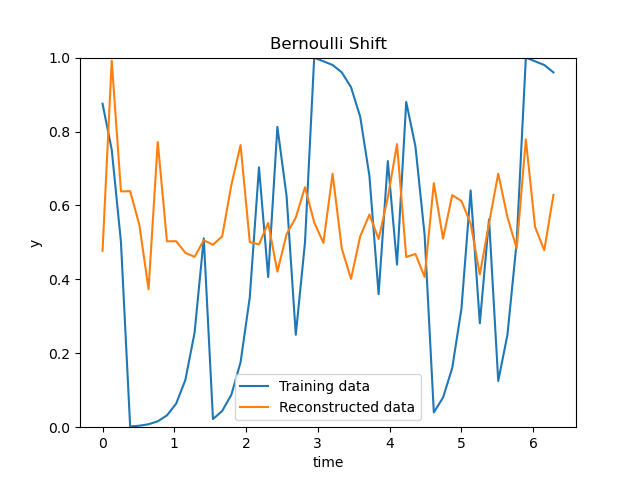 Bernoulli Shift
1.0
0.8
0.6
0.4
0.2
0.0
y
Training data
Reconstructed data
0 1 2 3 4 5 6
time